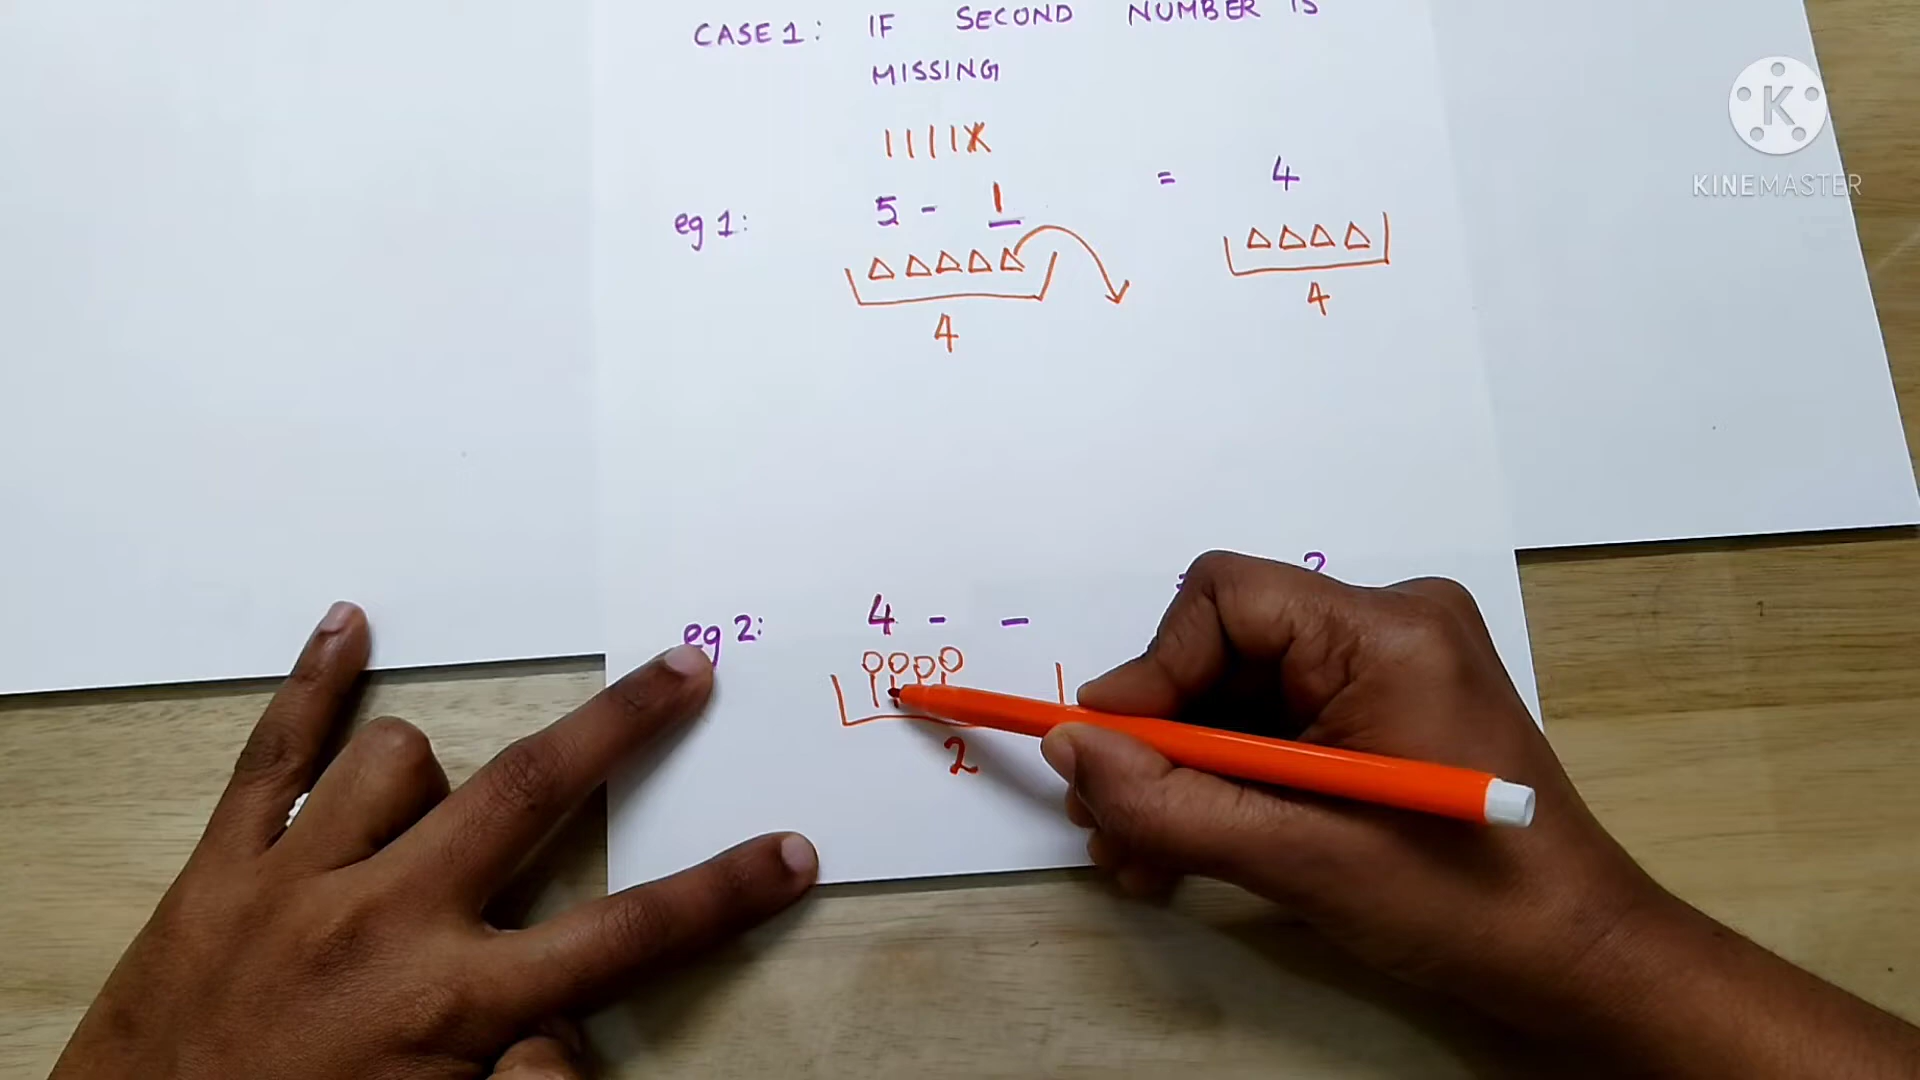 CASE 1: IF SECOND NUMBER IS
MISSING
eg 1: 5 - 1 = 4
4 4
eg 2: 4 - _
2
K
KINEMASTER